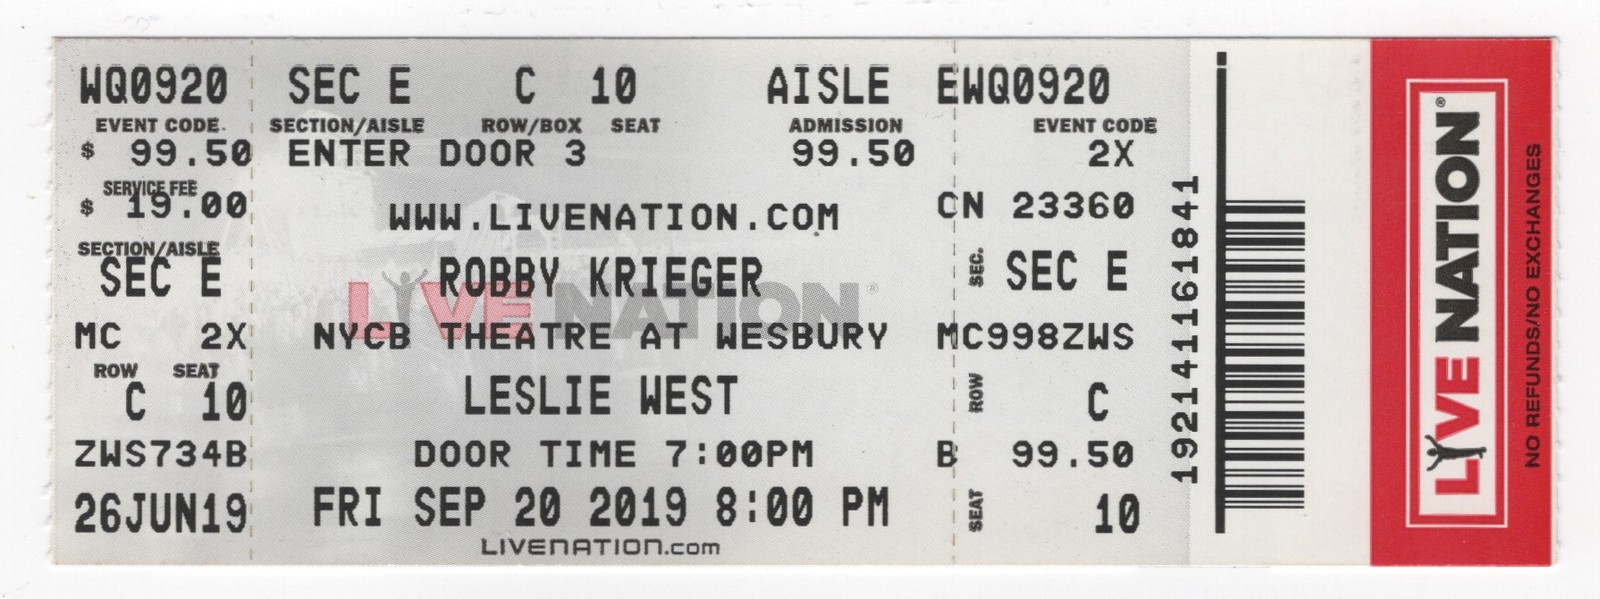 WQ0920 SEC E C 10 AISLE EWQ0920
EVENT CODE SECTION/AISLE ROW/BOX SEAT ADMISSION EVENT CODE
$ 99.50 ENTER DOOR 3 99.50 2X
SERVICE FEE
$ 19.00 WWW.LIVENATION.COM CN 23360
SECTION/AISLE
SEC E ROBBY KRIEGER SEC. SEC E
LIVE NATION®
MC 2X NYCB THEATRE AT WESBURY MC998ZWS
ROW SEAT
C 10 LESLIE WEST ROW C
ZWS734B DOOR TIME 7:00PM B 99.50
26JUN19 FRI SEP 20 2019 8:00 PM SEAT 10
LIVENATION.com
19214116181841
LIVE NATION®
NO REFUNDS/NO EXCHANGES